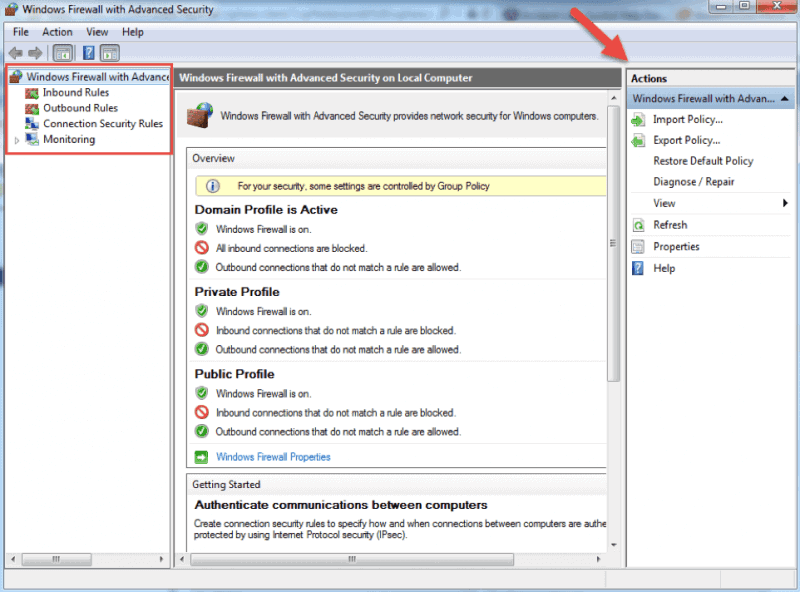 Windows Firewall with Advanced Security
File Action View Help
Windows Firewall with Advance
Inbound Rules
Outbound Rules
Connection Security Rules
Monitoring
Windows Firewall with Advanced Security on Local Computer
Windows Firewall with Advanced Security provides network security for Windows computers.
Overview
For your security, some settings are controlled by Group Policy
Domain Profile is Active
Windows Firewall is on.
All inbound connections are blocked.
Outbound connections that do not match a rule are allowed.
Private Profile
Windows Firewall is on.
Inbound connections that do not match a rule are blocked.
Outbound connections that do not match a rule are allowed.
Public Profile
Windows Firewall is on.
Inbound connections that do not match a rule are blocked.
Outbound connections that do not match a rule are allowed.
Windows Firewall Properties
Getting Started
Authenticate communications between computers
Create connection security rules to specify how and when connections between computers are authe
protected by using Internet Protocol security (IPsec).
Actions
Windows Firewall with Advan...
Import Policy...
Export Policy...
Restore Default Policy
Diagnose / Repair
View
Refresh
Properties
Help